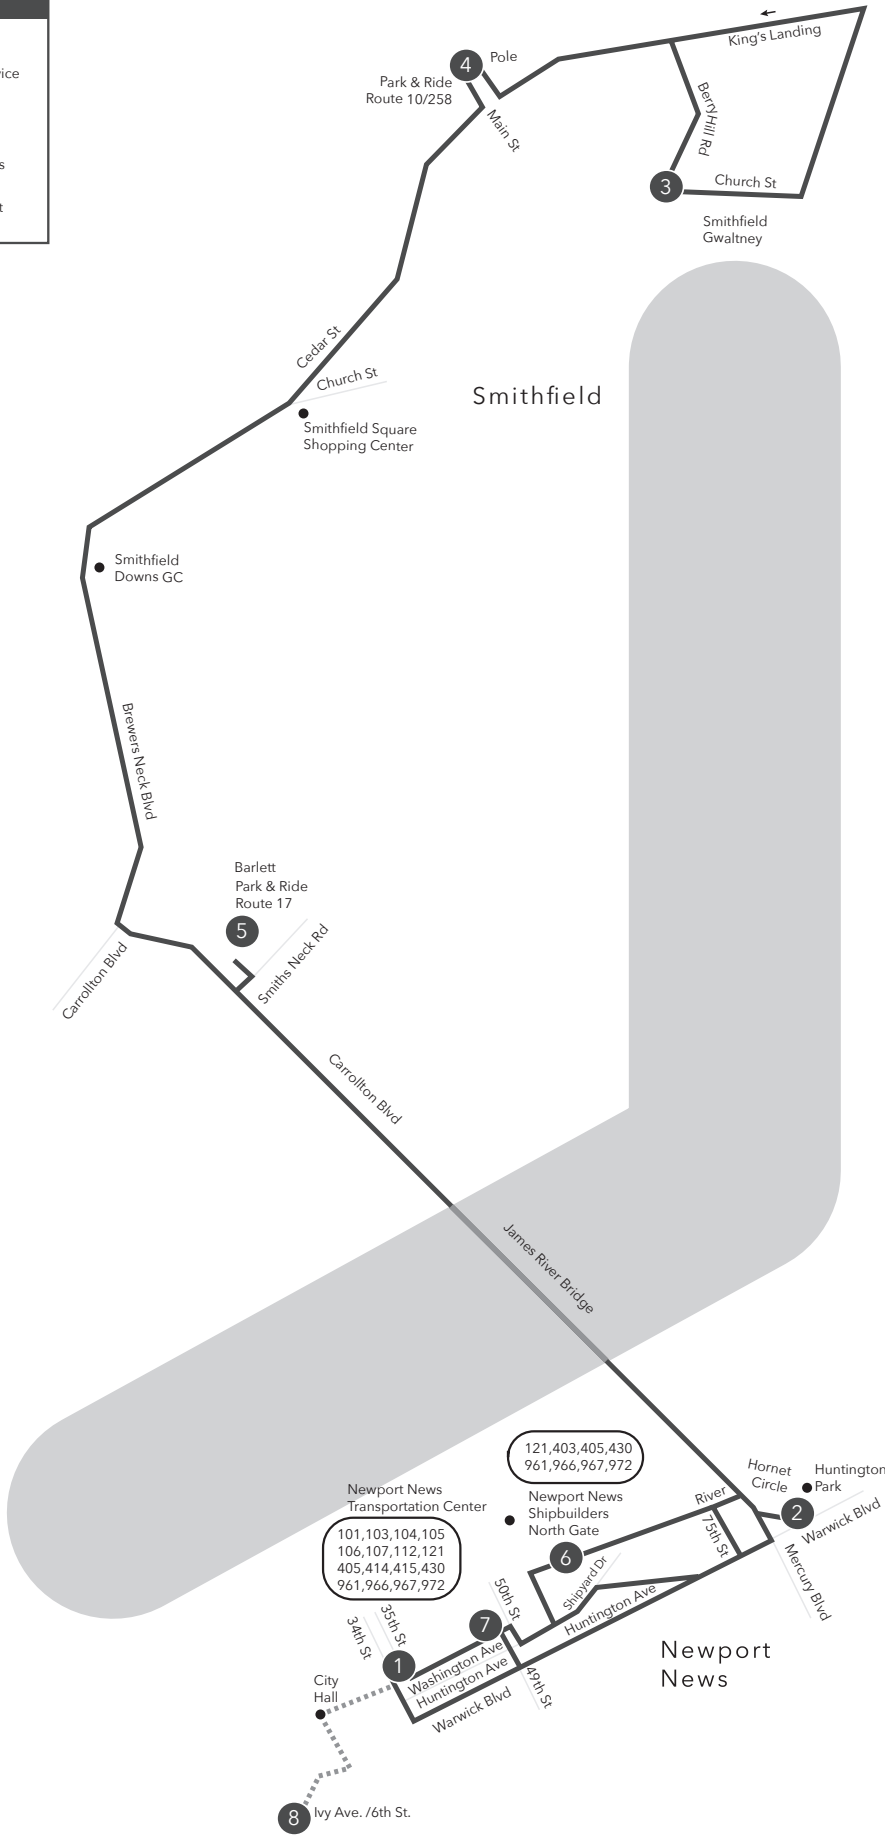 King's Landing
4
Pole
Park & Ride
Route 10/258
Main St
BerryHill Rd
3
Church St
Smithfield
Gwaltney
Cedar St
Church St
Smithfield
Smithfield Square
Shopping Center
Smithfield
Downs GC
Brewers Neck Blvd
Barlett
Park & Ride
Route 17
5
Smiths Neck Rd
Carrollton Blvd
Carrollton Blvd
James River Bridge
121,403,405,430
961,966,967,972
Newport News
Shipbuilders
North Gate
Newport News
Transportation Center
101,103,104,105
106,107,112,121
405,414,415,430
961,966,967,972
Hornet
Circle
Huntington
Park
River
2
Warwick Blvd
75th St
Mercury Blvd
6
Shipyard Dr
50th St
Huntington Ave
35th St
34th St
7
1
Washington Ave
Huntington Ave
Warwick Blvd
49th St
Newport
News
City
Hall
8
Ivy Ave. /6th St.